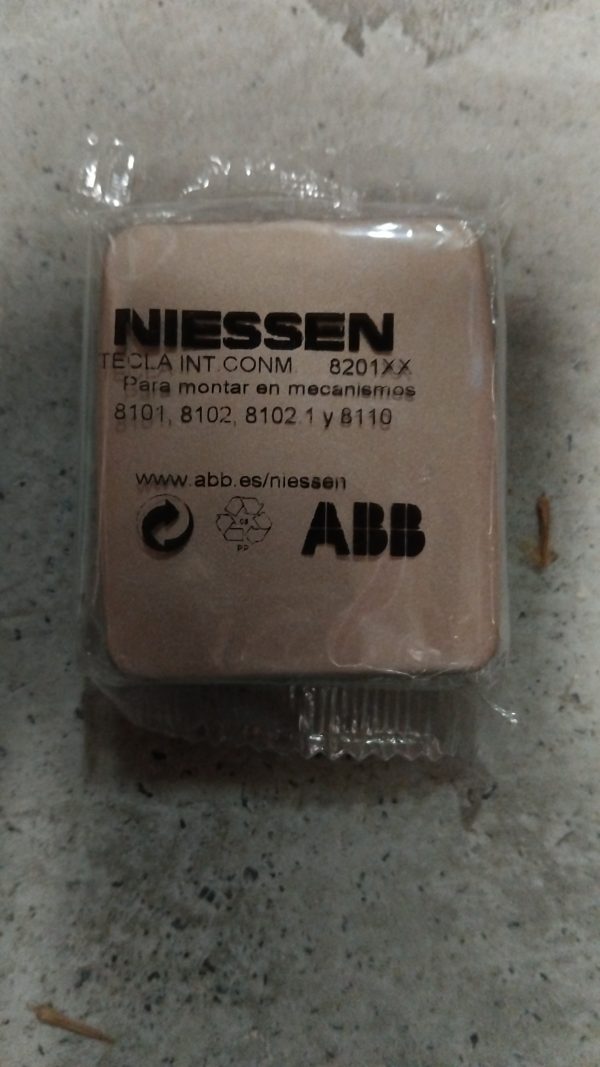 NIESSEN
TECLA INT.CONM. 8201XX
Para montar en mecanismos
8101, 8102, 8102.1 y 8110
www.abb.es/niessen
ABB
PP